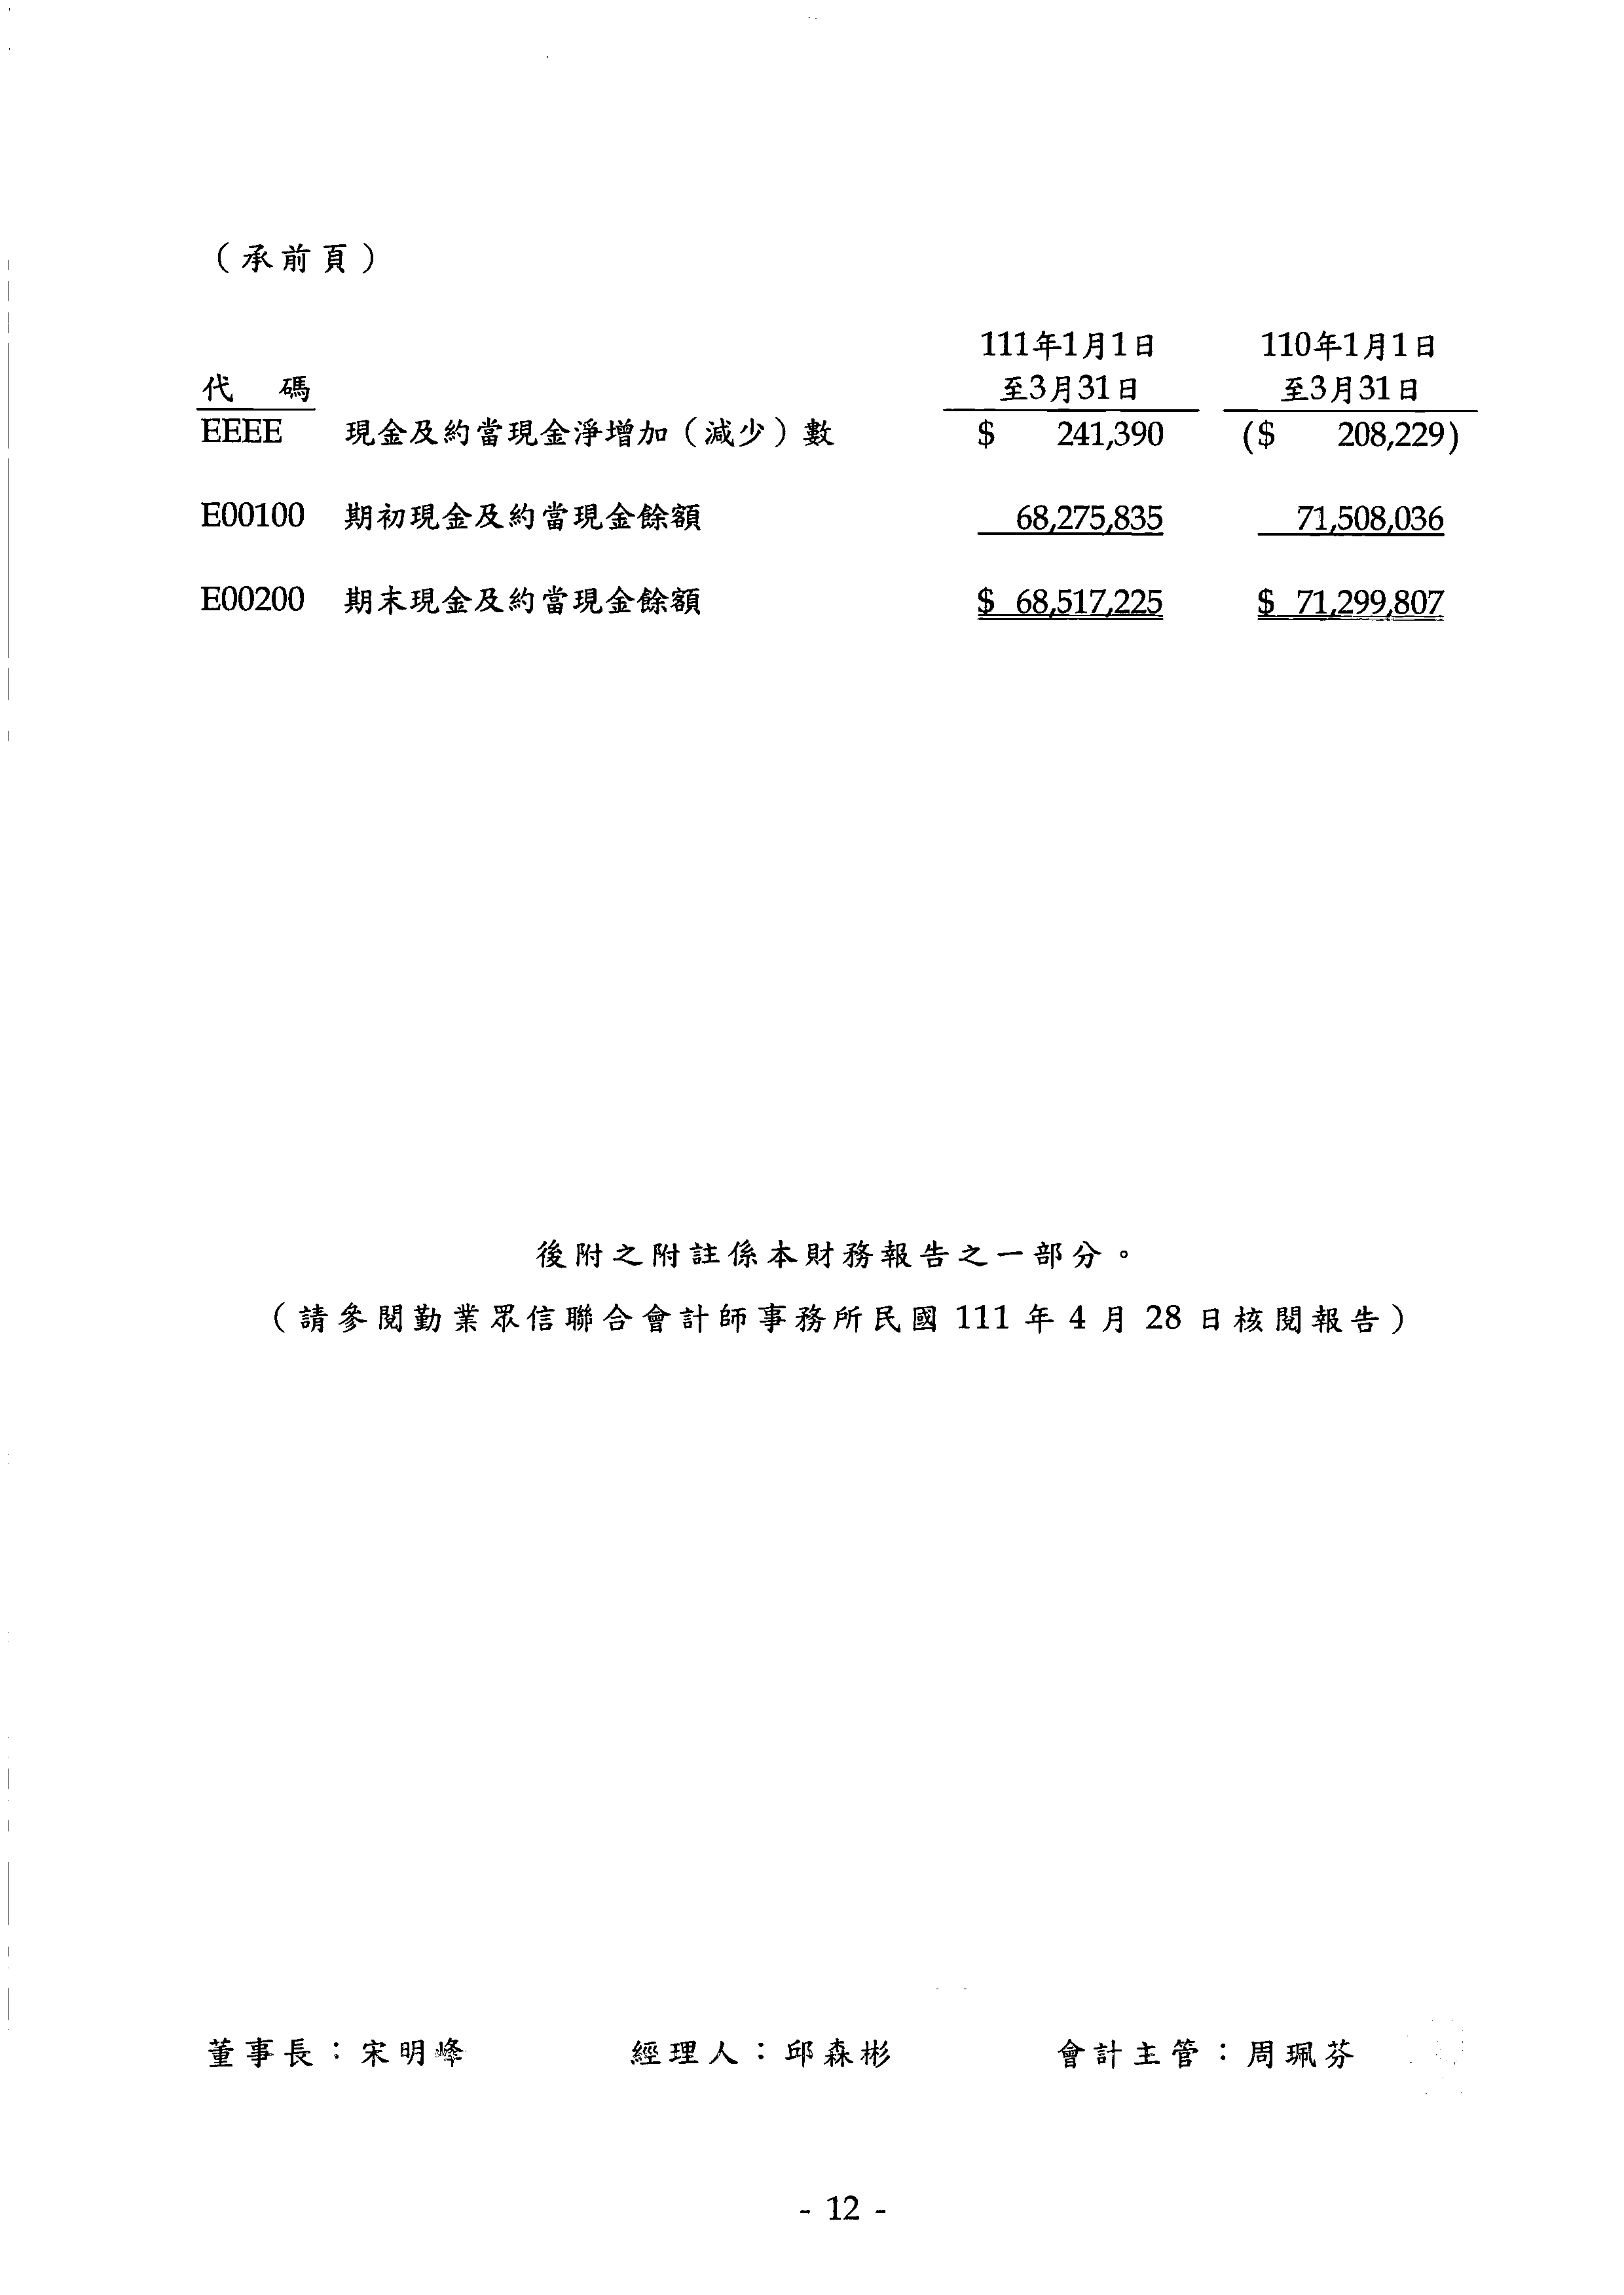 （承前頁）
111年1月1日 110年1月1日
代 碼 至3月31日 至3月31日
EEEE 現金及約當現金淨增加（減少）數 $ 241,390 ($ 208,229)
E00100 期初現金及約當現金餘額 68,275,835 71,508,036
E00200 期末現金及約當現金餘額 $ 68,517,225 $ 71,299,807
後附之附註係本財務報告之一部分。
（請參閱勤業眾信聯合會計師事務所民國 111 年 4 月 28 日核閱報告）
董事長：宋明峰 經理人：邱森彬 會計主管：周珮芬
- 12 -